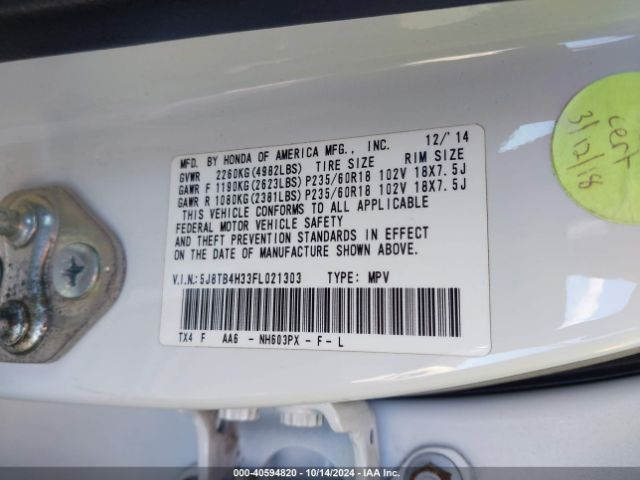 MFD. BY HONDA OF AMERICA MFG., INC. 12/'14
GVWR 2260KG(4982LBS) TIRE SIZE RIM SIZE
GAWR F 1190KG(2623LBS) P235/60R18 102V 18X7.5J
GAWR R 1080KG(2381LBS) P235/60R18 102V 18X7.5J
THIS VEHICLE CONFORMS TO ALL APPLICABLE
FEDERAL MOTOR VEHICLE SAFETY
AND THEFT PREVENTION STANDARDS IN EFFECT
ON THE DATE OF MANUFACTURE SHOWN ABOVE.
V.I.N.:5J8TB4H33FL021303 TYPE: MPV
TX4 F AA6 - NH603PX - F - L
cert
3/12/18
000-40594820 - 10/14/2024 - IAA Inc.